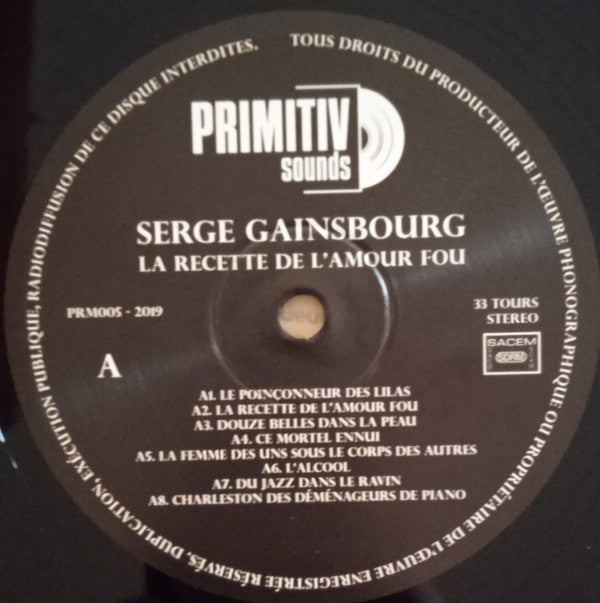 TOUS DROITS DU PRODUCTEUR DE L'ŒUVRE PHONOGRAPHIQUE OU PROPRIÉTAIRE DE L'ŒUVRE ENREGISTRÉE RÉSERVÉS, DUPLICATION, EXÉCUTION PUBLIQUE, RADIODIFFUSION DE CE DISQUE INTERDITES.
PRIMITIV
sounds
SERGE GAINSBOURG
LA RECETTE DE L'AMOUR FOU
PRM005 - 2019
33 TOURS
STEREO
A
SACEM
SDRM
A1. LE POINÇONNEUR DES LILAS
A2. LA RECETTE DE L'AMOUR FOU
A3. DOUZE BELLES DANS LA PEAU
A4. CE MORTEL ENNUI
A5. LA FEMME DES UNS SOUS LE CORPS DES AUTRES
A6. L'ALCOOL
A7. DU JAZZ DANS LE RAVIN
A8. CHARLESTON DES DÉMÉNAGEURS DE PIANO